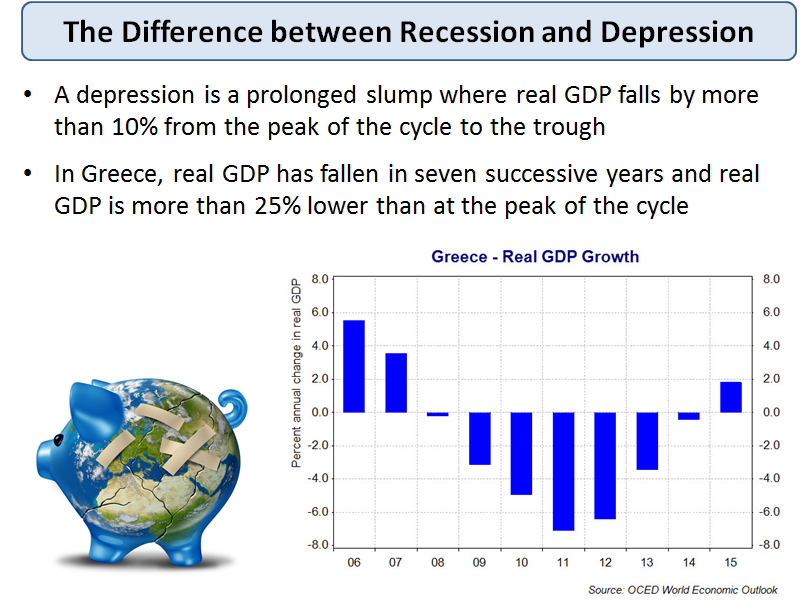 The Difference between Recession and Depression
• A depression is a prolonged slump where real GDP falls by more
than 10% from the peak of the cycle to the trough
• In Greece, real GDP has fallen in seven successive years and real
GDP is more than 25% lower than at the peak of the cycle
Greece - Real GDP Growth
Percent annual change in real GDP
8.0 8.0
6.0 6.0
4.0 4.0
2.0 2.0
0.0 0.0
-2.0 -2.0
-4.0 -4.0
-6.0 -6.0
-8.0 -8.0
06 07 08 09 10 11 12 13 14 15
Source: OCED World Economic Outlook